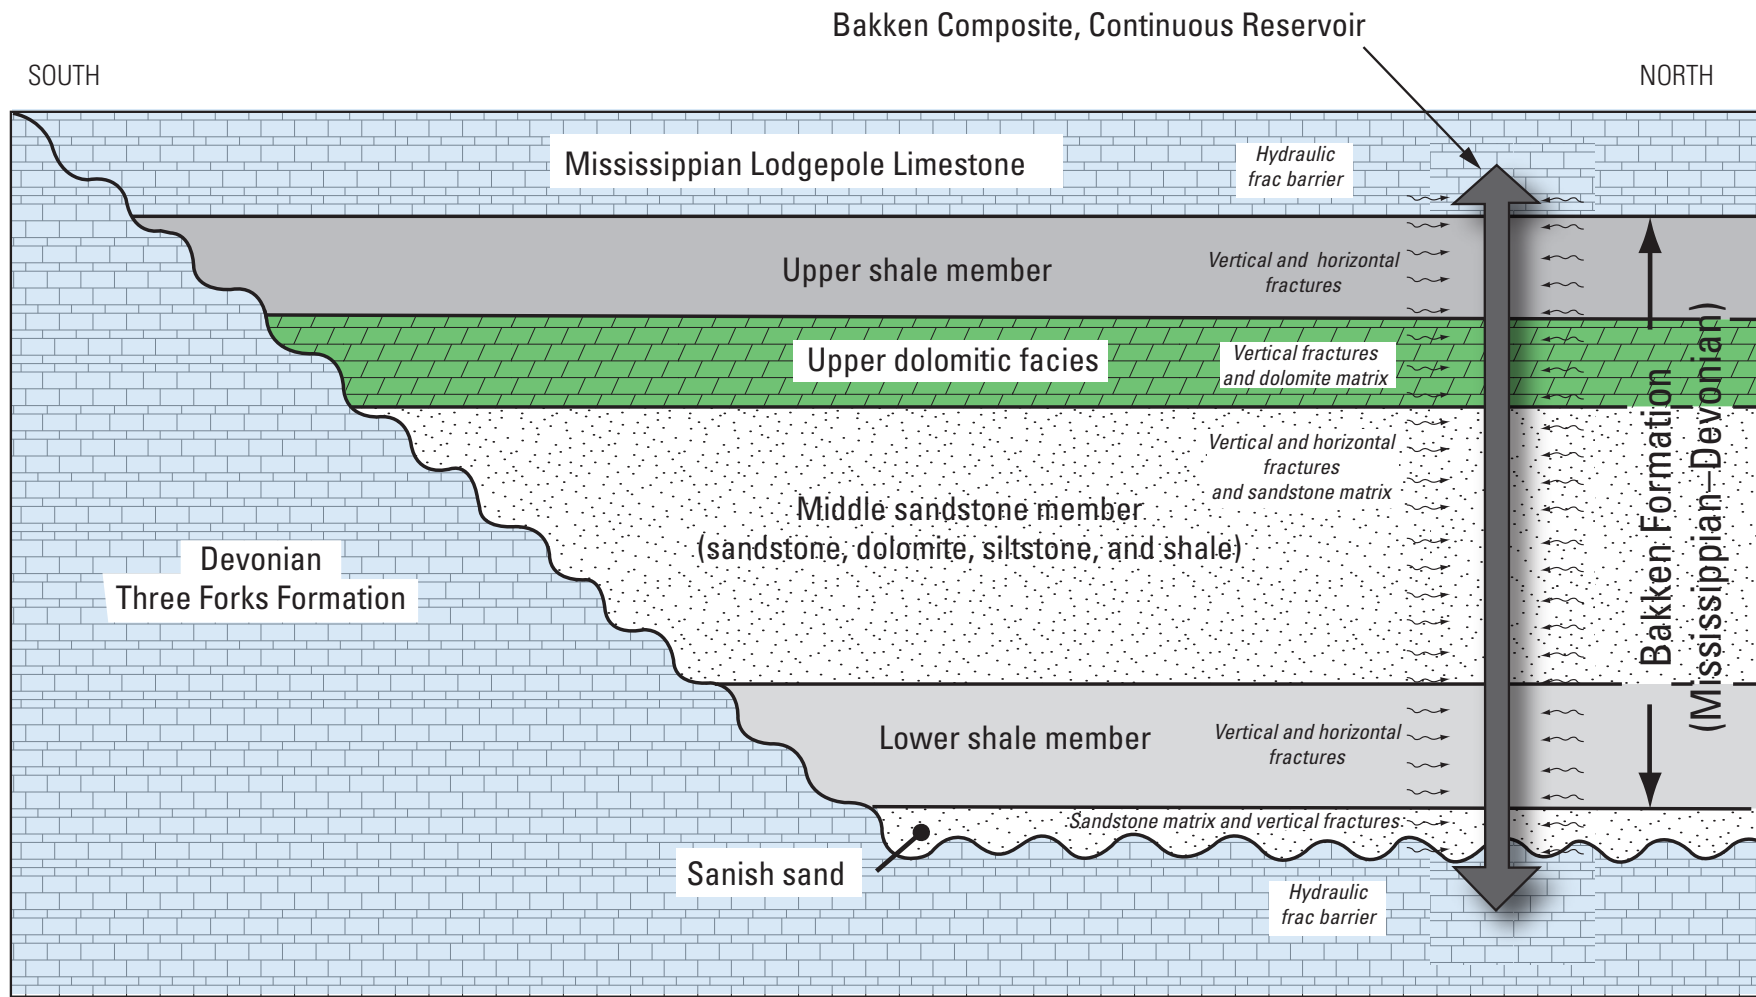 Bakken Composite, Continuous Reservoir
SOUTH
NORTH
Mississippian Lodgepole Limestone
Hydraulic
frac barrier
Upper shale member
Vertical and horizontal
fractures
Upper dolomitic facies
Vertical fractures
and dolomite matrix
Vertical and horizontal
fractures
and sandstone matrix
Middle sandstone member
(sandstone, dolomite, siltstone, and shale)
Bakken Formation
(Mississippian–Devonian)
Devonian
Three Forks Formation
Lower shale member
Vertical and horizontal
fractures
Sandstone matrix and vertical fractures
Sanish sand
Hydraulic
frac barrier